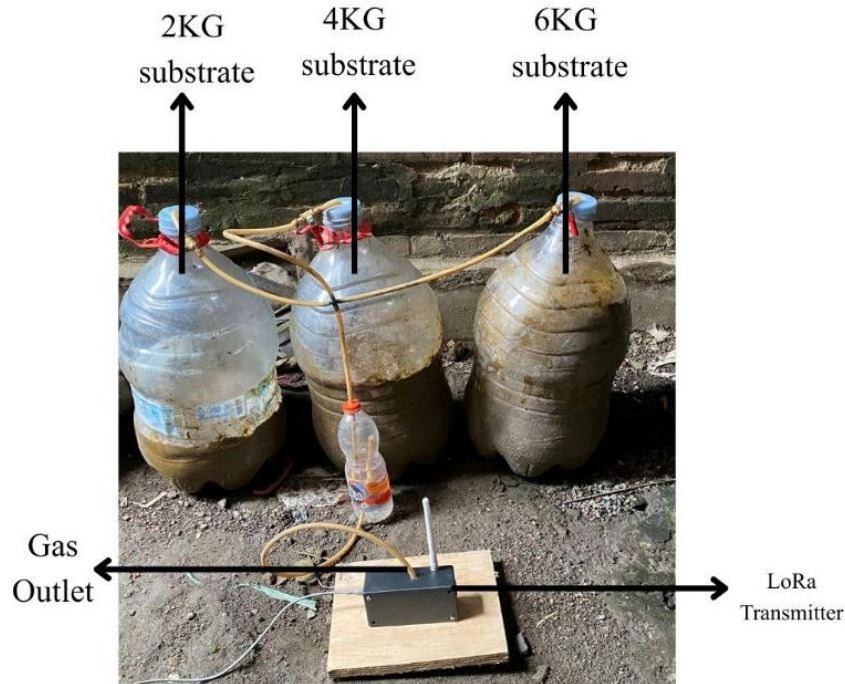 2KG
substrate
4KG
substrate
6KG
substrate
Gas
Outlet
LoRa
Transmitter